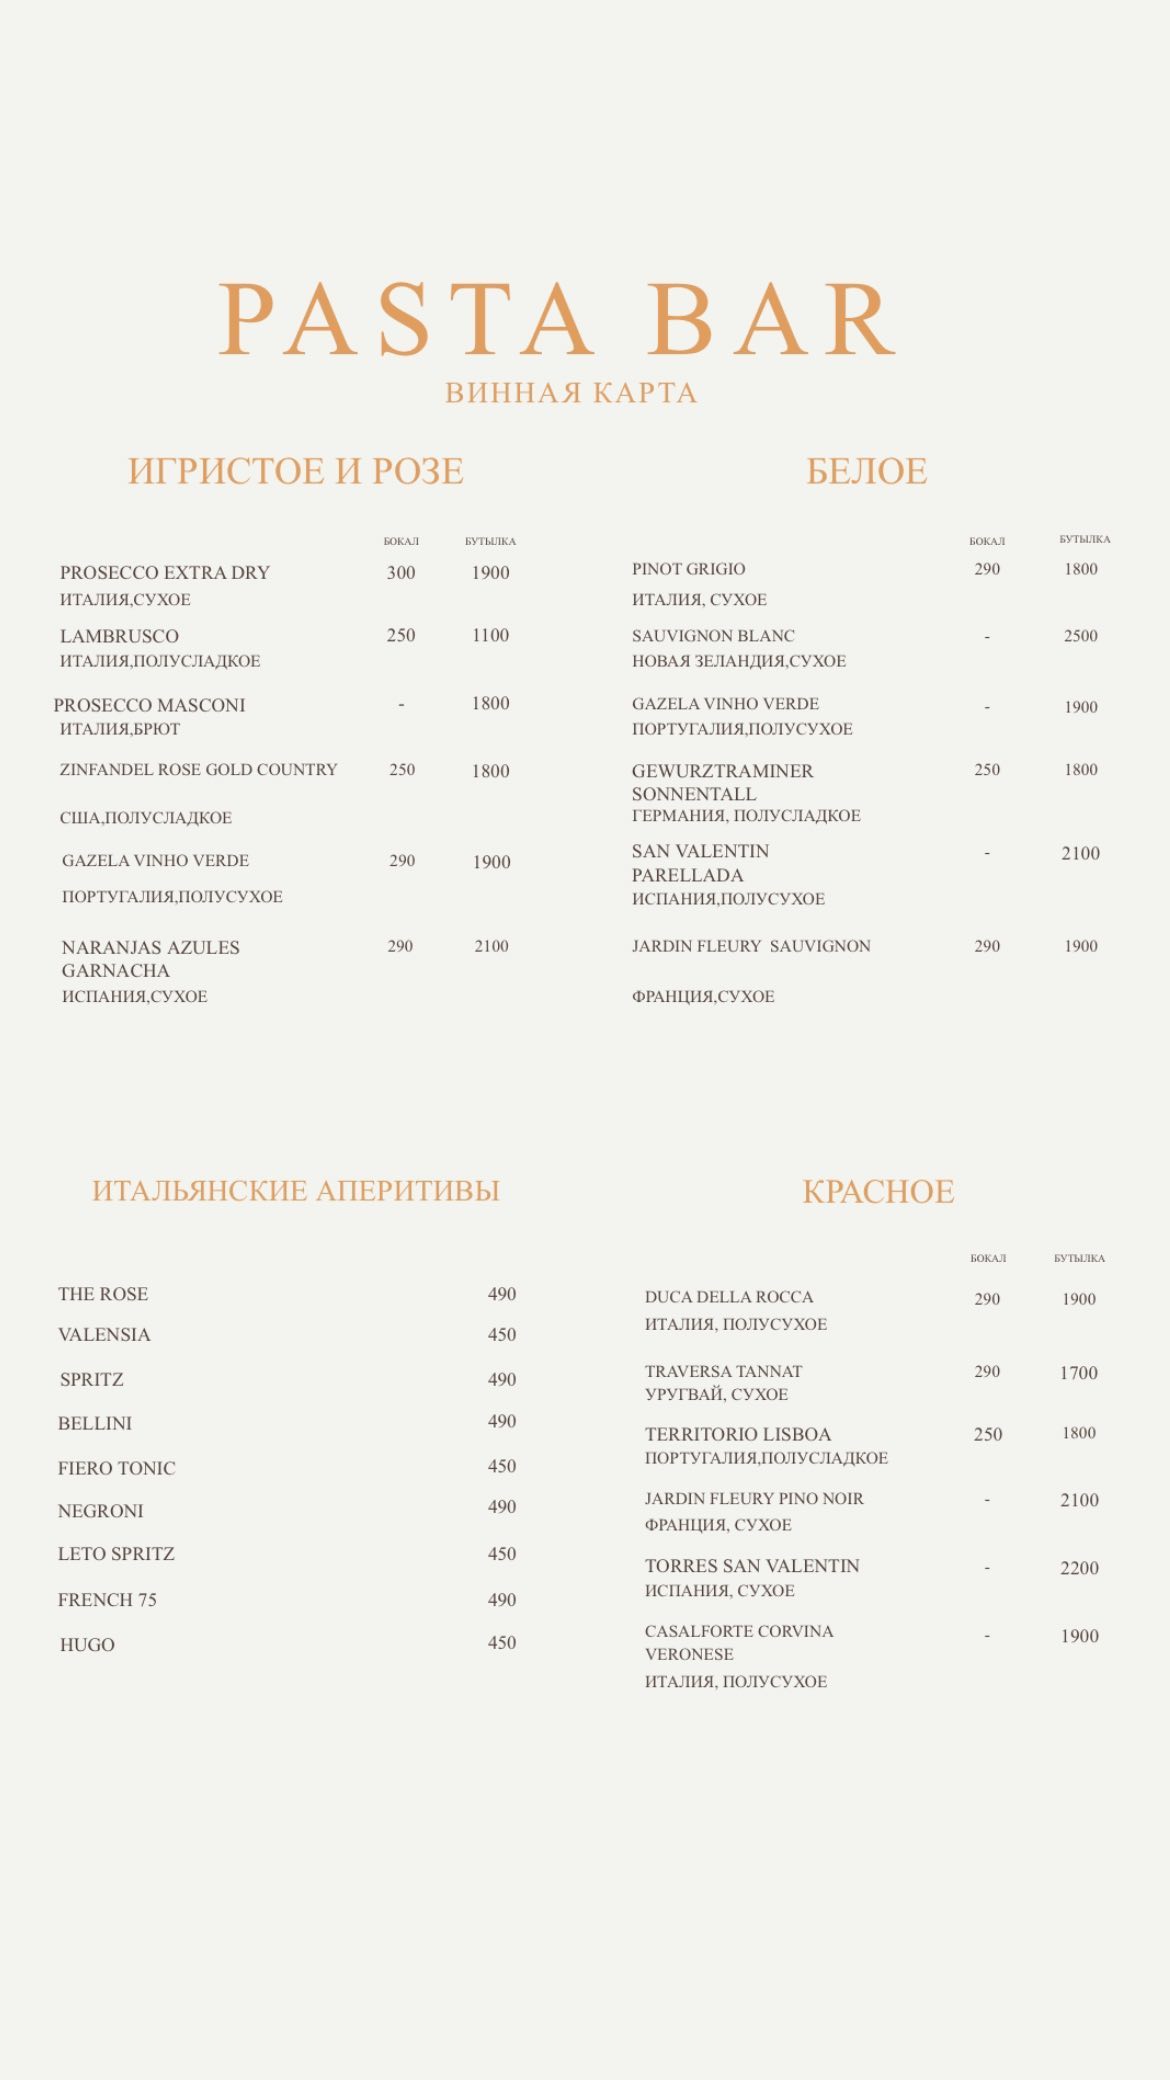 PASTA BAR
ВИННАЯ КАРТА
ИГРИСТОЕ И РОЗЕ
БОКАЛ БУТЫЛКА
PROSECCO EXTRA DRY 300 1900
ИТАЛИЯ,СУХОЕ
LAMBRUSCO 250 1100
ИТАЛИЯ,ПОЛУСЛАДКОЕ
PROSECCO MASCONI - 1800
ИТАЛИЯ,БРЮТ
ZINFANDEL ROSE GOLD COUNTRY 250 1800
США,ПОЛУСЛАДКОЕ
GAZELA VINHO VERDE 290 1900
ПОРТУГАЛИЯ,ПОЛУСУХОЕ
NARANJAS AZULES 290 2100
GARNACHA
ИСПАНИЯ,СУХОЕ
БЕЛОЕ
БОКАЛ БУТЫЛКА
PINOT GRIGIO 290 1800
ИТАЛИЯ, СУХОЕ
SAUVIGNON BLANC - 2500
НОВАЯ ЗЕЛАНДИЯ,СУХОЕ
GAZELA VINHO VERDE - 1900
ПОРТУГАЛИЯ,ПОЛУСУХОЕ
GEWURZTRAMINER 250 1800
SONNENTALL
ГЕРМАНИЯ, ПОЛУСЛАДКОЕ
SAN VALENTIN - 2100
PARELLADA
ИСПАНИЯ,ПОЛУСУХОЕ
JARDIN FLEURY SAUVIGNON 290 1900
ФРАНЦИЯ,СУХОЕ
ИТАЛЬЯНСКИЕ АПЕРИТИВЫ
THE ROSE 490
VALENSIA 450
SPRITZ 490
BELLINI 490
FIERO TONIC 450
NEGRONI 490
LETO SPRITZ 450
FRENCH 75 490
HUGO 450
КРАСНОЕ
БОКАЛ БУТЫЛКА
DUCA DELLA ROCCA 290 1900
ИТАЛИЯ, ПОЛУСУХОЕ
TRAVERSA TANNAT 290 1700
УРУГВАЙ, СУХОЕ
TERRITORIO LISBOA 250 1800
ПОРТУГАЛИЯ,ПОЛУСЛАДКОЕ
JARDIN FLEURY PINO NOIR - 2100
ФРАНЦИЯ, СУХОЕ
TORRES SAN VALENTIN - 2200
ИСПАНИЯ, СУХОЕ
CASALFORTE CORVINA - 1900
VERONESE
ИТАЛИЯ, ПОЛУСУХОЕ